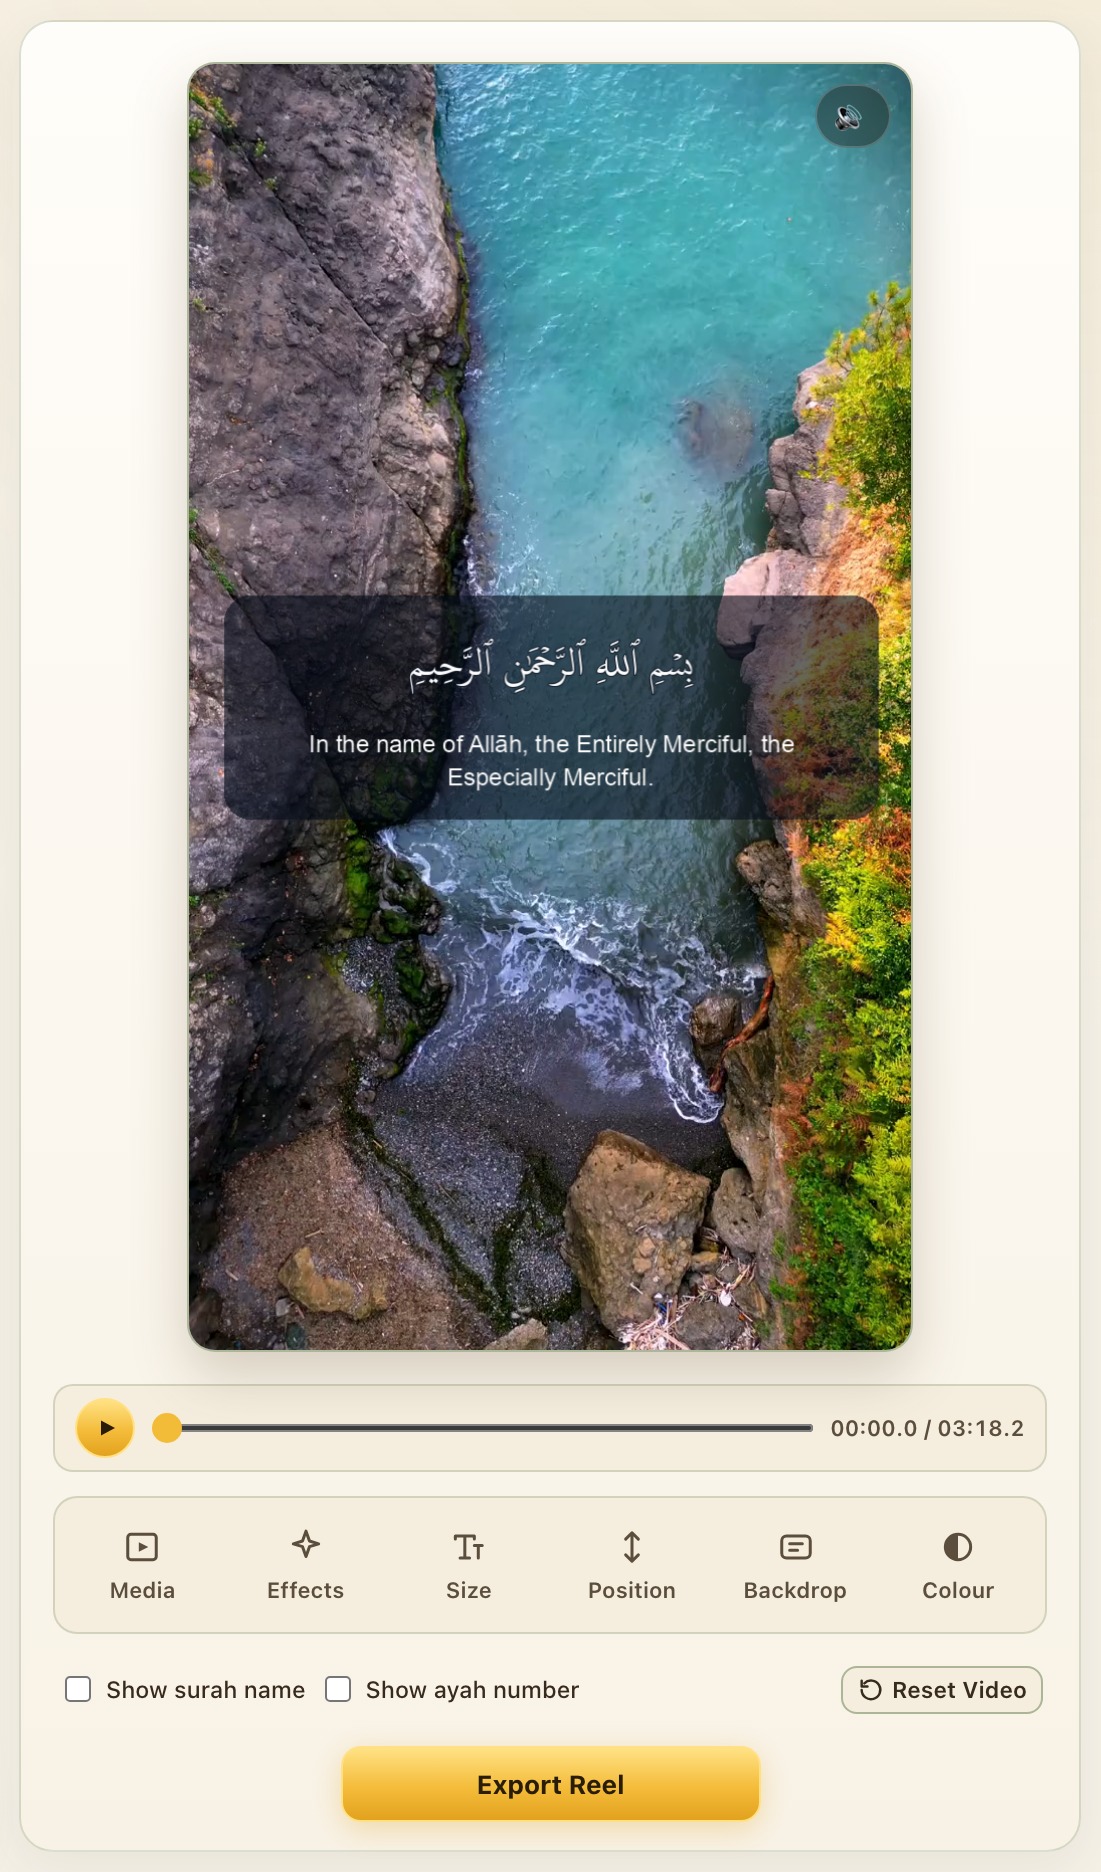 بِسْمِ ٱللَّهِ ٱلرَّحْمَٰنِ ٱلرَّحِيمِ
In the name of Allāh, the Entirely Merciful, the
Especially Merciful.
00:00.0 / 03:18.2
Media
Effects
Size
Position
Backdrop
Colour
Show surah name
Show ayah number
Reset Video
Export Reel